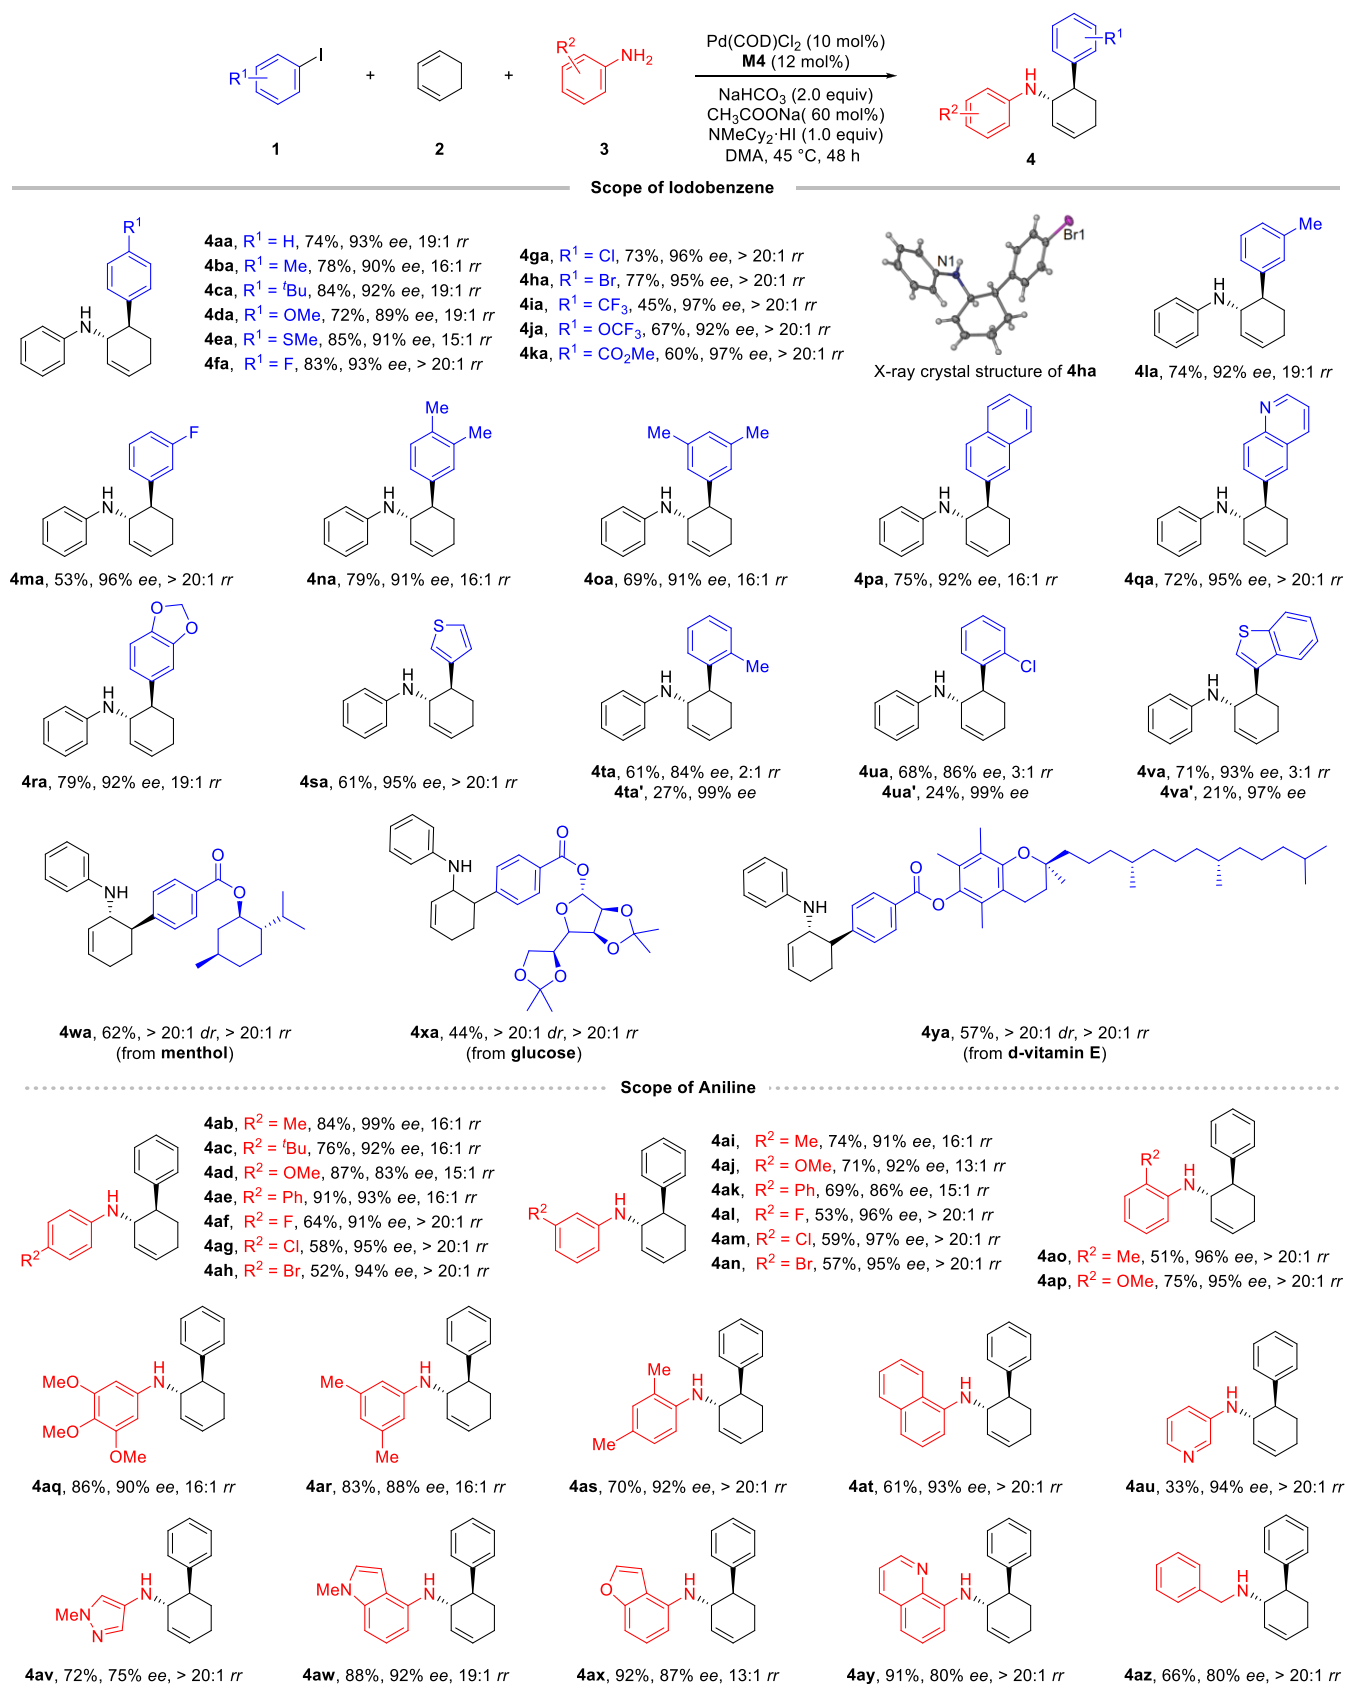 R1 I + + R2 NH2
Pd(COD)Cl2 (10 mol%)
M4 (12 mol%)
NaHCO3 (2.0 equiv)
CH3COONa( 60 mol%)
NMeCy2·HI (1.0 equiv)
DMA, 45 °C, 48 h
R1
H
N
R2
1 2 3 4
Scope of Iodobenzene
R1
H
N
4aa, R1 = H, 74%, 93% ee, 19:1 rr
4ba, R1 = Me, 78%, 90% ee, 16:1 rr
4ca, R1 = tBu, 84%, 92% ee, 19:1 rr
4da, R1 = OMe, 72%, 89% ee, 19:1 rr
4ea, R1 = SMe, 85%, 91% ee, 15:1 rr
4fa, R1 = F, 83%, 93% ee, > 20:1 rr
4ga, R1 = Cl, 73%, 96% ee, > 20:1 rr
4ha, R1 = Br, 77%, 95% ee, > 20:1 rr
4ia, R1 = CF3, 45%, 97% ee, > 20:1 rr
4ja, R1 = OCF3, 67%, 92% ee, > 20:1 rr
4ka, R1 = CO2Me, 60%, 97% ee, > 20:1 rr
Br1
N1
X-ray crystal structure of 4ha
Me
H
N
4la, 74%, 92% ee, 19:1 rr
F
H
N
4ma, 53%, 96% ee, > 20:1 rr
Me
Me
H
N
4na, 79%, 91% ee, 16:1 rr
Me Me
H
N
4oa, 69%, 91% ee, 16:1 rr
H
N
4pa, 75%, 92% ee, 16:1 rr
N
H
N
4qa, 72%, 95% ee, > 20:1 rr
O
O
H
N
4ra, 79%, 92% ee, 19:1 rr
S
H
N
4sa, 61%, 95% ee, > 20:1 rr
Me
H
N
4ta, 61%, 84% ee, 2:1 rr
4ta', 27%, 99% ee
Cl
H
N
4ua, 68%, 86% ee, 3:1 rr
4ua', 24%, 99% ee
S
H
N
4va, 71%, 93% ee, 3:1 rr
4va', 21%, 97% ee
O
NH
O
4wa, 62%, > 20:1 dr, > 20:1 rr
(from menthol)
O
NH
O
O
O
O
O
O
4xa, 44%, > 20:1 dr, > 20:1 rr
(from glucose)
O
O
O
NH
4ya, 57%, > 20:1 dr, > 20:1 rr
(from d-vitamin E)
Scope of Aniline
H
N
R2
4ab, R2 = Me, 84%, 99% ee, 16:1 rr
4ac, R2 = tBu, 76%, 92% ee, 16:1 rr
4ad, R2 = OMe, 87%, 83% ee, 15:1 rr
4ae, R2 = Ph, 91%, 93% ee, 16:1 rr
4af, R2 = F, 64%, 91% ee, > 20:1 rr
4ag, R2 = Cl, 58%, 95% ee, > 20:1 rr
4ah, R2 = Br, 52%, 94% ee, > 20:1 rr
R2
H
N
4ai, R2 = Me, 74%, 91% ee, 16:1 rr
4aj, R2 = OMe, 71%, 92% ee, 13:1 rr
4ak, R2 = Ph, 69%, 86% ee, 15:1 rr
4al, R2 = F, 53%, 96% ee, > 20:1 rr
4am, R2 = Cl, 59%, 97% ee, > 20:1 rr
4an, R2 = Br, 57%, 95% ee, > 20:1 rr
R2
H
N
4ao, R2 = Me, 51%, 96% ee, > 20:1 rr
4ap, R2 = OMe, 75%, 95% ee, > 20:1 rr
H
N
MeO
MeO
OMe
4aq, 86%, 90% ee, 16:1 rr
H
N
Me
Me
4ar, 83%, 88% ee, 16:1 rr
Me
H
N
Me
4as, 70%, 92% ee, > 20:1 rr
H
N
4at, 61%, 93% ee, > 20:1 rr
H
N
N
4au, 33%, 94% ee, > 20:1 rr
H
N
MeN
N
4av, 72%, 75% ee, > 20:1 rr
H
N
MeN
4aw, 88%, 92% ee, 19:1 rr
H
N
O
4ax, 92%, 87% ee, 13:1 rr
N
H
N
4ay, 91%, 80% ee, > 20:1 rr
H
N
4az, 66%, 80% ee, > 20:1 rr